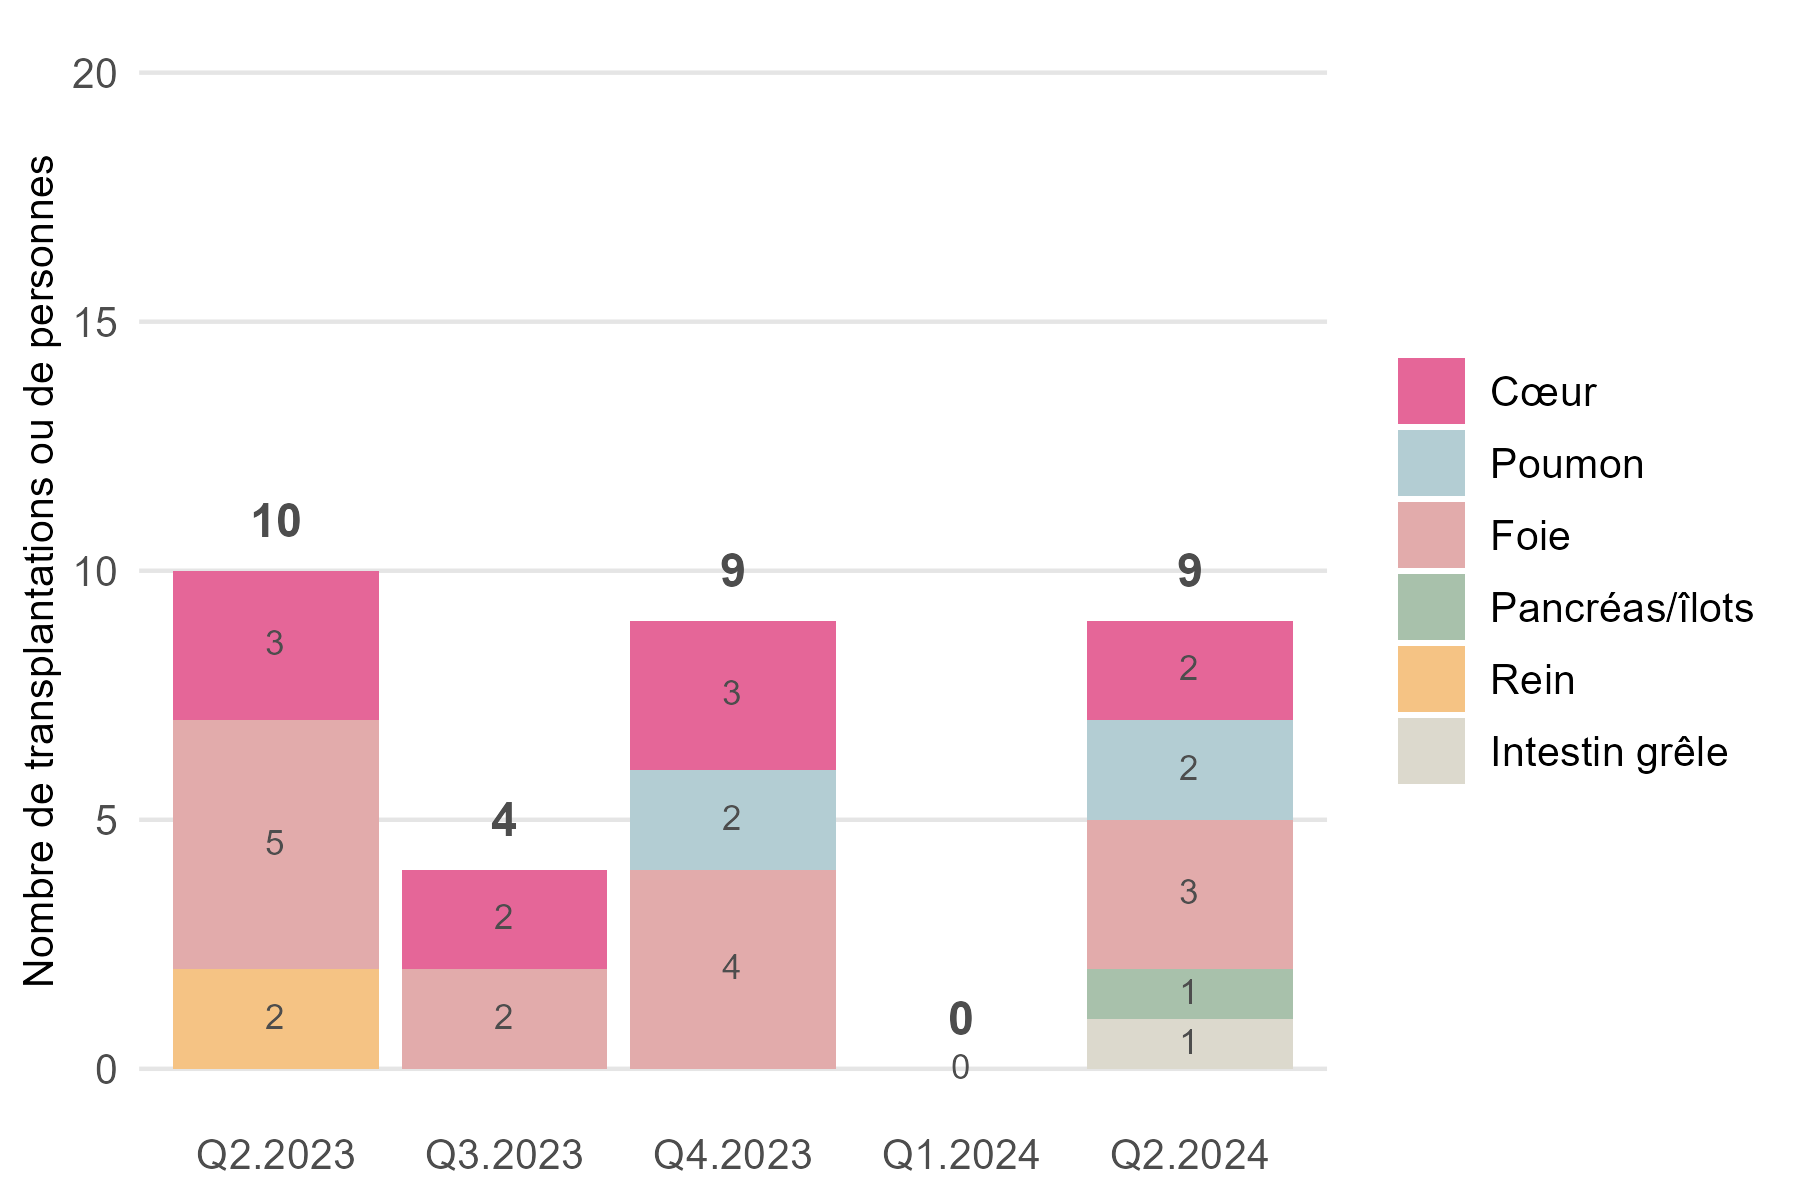 Nombre de transplantations ou de personnes
20
15
10
5
0
10
3
5
2
4
2
2
9
3
2
4
0
0
9
2
2
3
1
1
Q2.2023
Q3.2023
Q4.2023
Q1.2024
Q2.2024
Cœur
Poumon
Foie
Pancréas/îlots
Rein
Intestin grêle